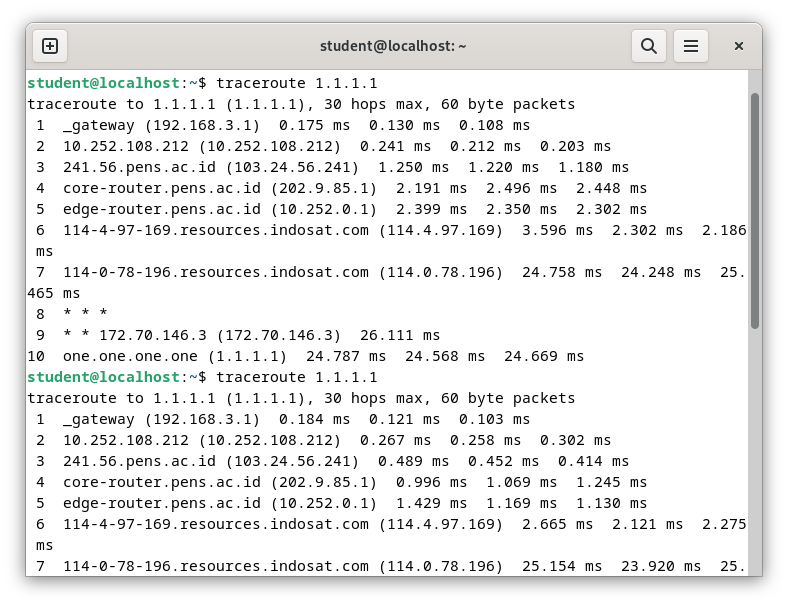 student@localhost: ~
student@localhost:~$ traceroute 1.1.1.1
traceroute to 1.1.1.1 (1.1.1.1), 30 hops max, 60 byte packets
 1  _gateway (192.168.3.1)  0.175 ms  0.130 ms  0.108 ms
 2  10.252.108.212 (10.252.108.212)  0.241 ms  0.212 ms  0.203 ms
 3  241.56.pens.ac.id (103.24.56.241)  1.250 ms  1.220 ms  1.180 ms
 4  core-router.pens.ac.id (202.9.85.1)  2.191 ms  2.496 ms  2.448 ms
 5  edge-router.pens.ac.id (10.252.0.1)  2.399 ms  2.350 ms  2.302 ms
 6  114-4-97-169.resources.indosat.com (114.4.97.169)  3.596 ms  2.302 ms  2.186
 ms
 7  114-0-78-196.resources.indosat.com (114.0.78.196)  24.758 ms  24.248 ms  25.
465 ms
 8  * * *
 9  * * 172.70.146.3 (172.70.146.3)  26.111 ms
10  one.one.one.one (1.1.1.1)  24.787 ms  24.568 ms  24.669 ms
student@localhost:~$ traceroute 1.1.1.1
traceroute to 1.1.1.1 (1.1.1.1), 30 hops max, 60 byte packets
 1  _gateway (192.168.3.1)  0.184 ms  0.121 ms  0.103 ms
 2  10.252.108.212 (10.252.108.212)  0.267 ms  0.258 ms  0.302 ms
 3  241.56.pens.ac.id (103.24.56.241)  0.489 ms  0.452 ms  0.414 ms
 4  core-router.pens.ac.id (202.9.85.1)  0.996 ms  1.069 ms  1.245 ms
 5  edge-router.pens.ac.id (10.252.0.1)  1.429 ms  1.169 ms  1.130 ms
 6  114-4-97-169.resources.indosat.com (114.4.97.169)  2.665 ms  2.121 ms  2.275
 ms
 7  114-0-78-196.resources.indosat.com (114.0.78.196)  25.154 ms  23.920 ms  25.